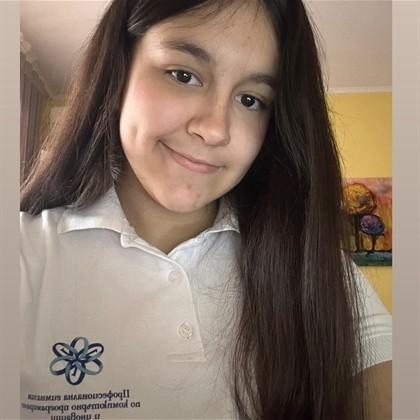 Професионална гимназия
по компютърно програмиране
и иновации